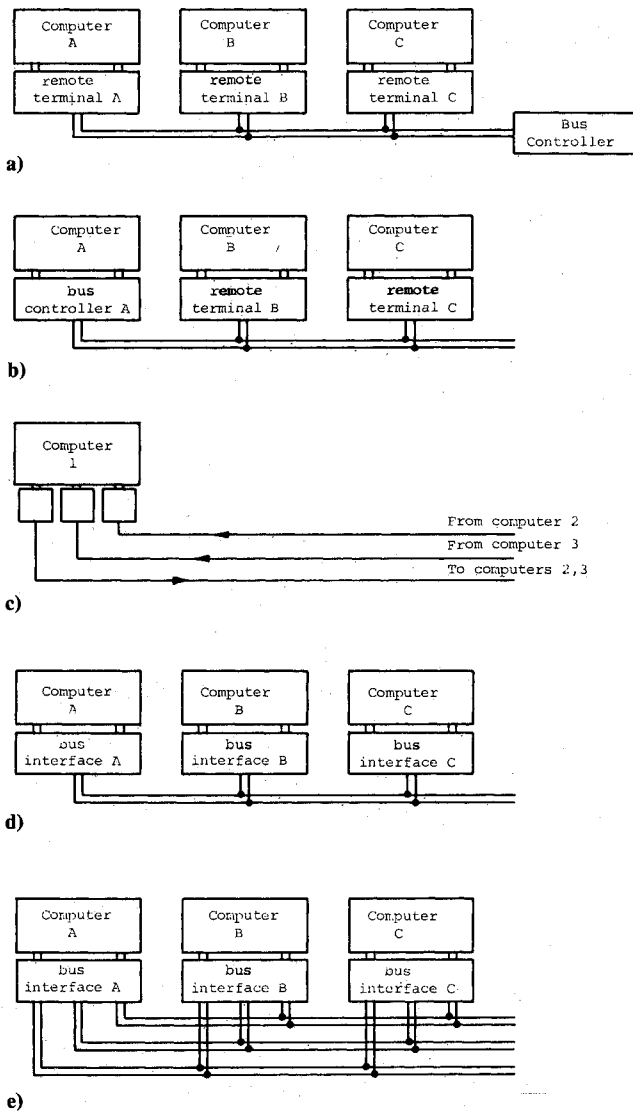 Computer
A
Computer
B
Computer
C
remote
terminal A
remote
terminal B
remote
terminal C
Bus
Controller
a)
Computer
A
Computer
B
Computer
C
bus
controller A
remote
terminal B
remote
terminal C
b)
Computer
1
From computer 2
From computer 3
To computers 2,3
c)
Computer
A
Computer
B
Computer
C
bus
interface A
bus
interface B
bus
interface C
d)
Computer
A
Computer
B
Computer
C
bus
interface A
bus
interface B
bus
interface C
e)